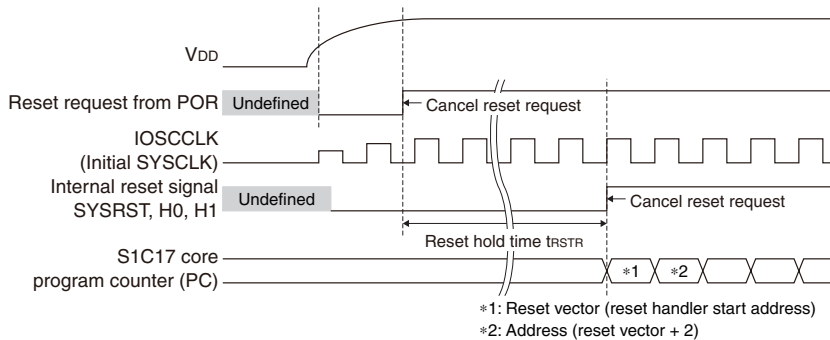 VDD
Reset request from POR
Undefined
Cancel reset request
IOSCCLK
(Initial SYSCLK)
Internal reset signal
SYSRST, H0, H1
Undefined
Cancel reset request
Reset hold time tRSTR
S1C17 core
program counter (PC)
*1
*2
*1: Reset vector (reset handler start address)
*2: Address (reset vector + 2)